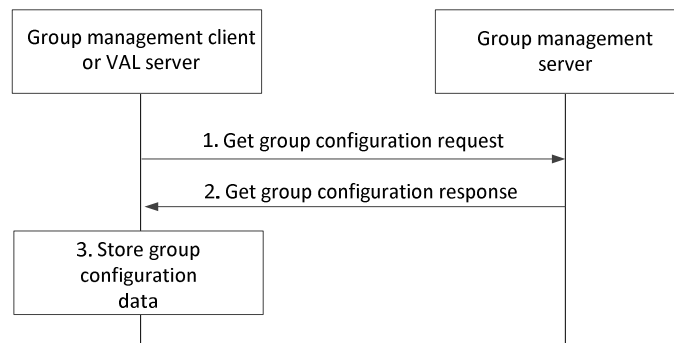 Group management client
or VAL server
Group management
server
1. Get group configuration request
2. Get group configuration response
3. Store group
configuration
data